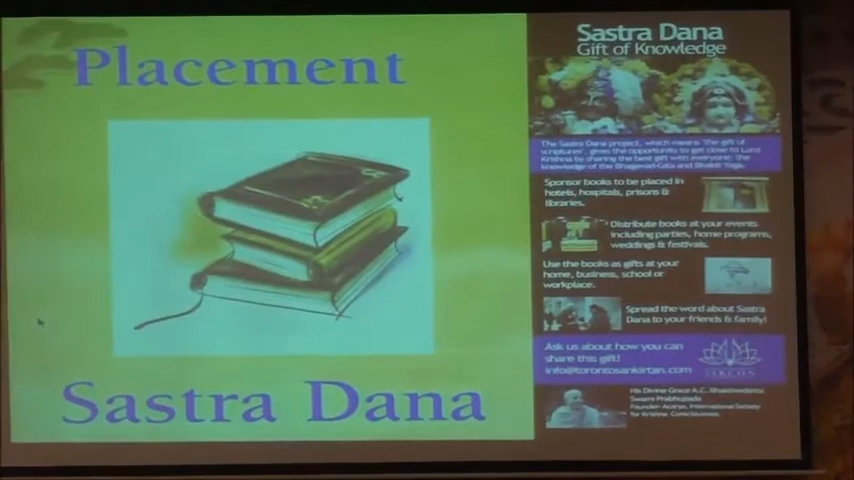 Placement
Sastra Dana
Sastra Dana
Gift of Knowledge
The Sastra Dana project, which means "the gift of
scriptures", gives the opportunity to get close to Lord
Krishna by sharing the best gift with everyone; the
knowledge of the Bhagavad-Gita and Bhakti Yoga.
Sponsor books to be placed in
hotels, hospitals, prisons &
libraries.
Distribute books at your events
including parties, home programs,
weddings & festivals.
Use the books as gifts at your
home, business, school or
workplace.
Spread the word about Sastra
Dana to your friends & family!
Ask us about how you can
share this gift!
info@torontosankirtan.com
ISKCON
His Divine Grace A.C. Bhaktivedanta
Swami Prabhupada
Founder-Acarya, International Society
for Krishna Consciousness.